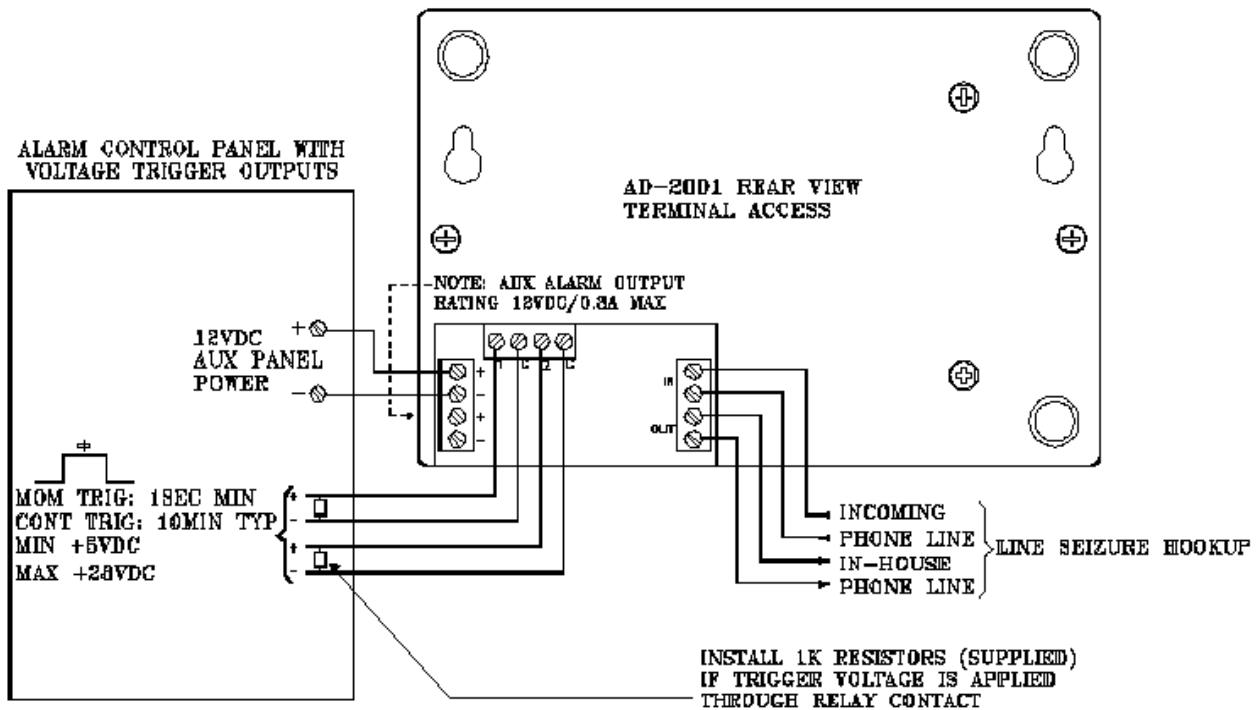 ALARM CONTROL PANEL WITH
VOLTAGE TRIGGER OUTPUTS
AD-2001 REAR VIEW
TERMINAL ACCESS
NOTE: AUX ALARM OUTPUT
RATING 12VDC/0.8A MAX
12VDC
AUX PANEL
POWER
+
-
+
-
+
-
1 C 2 C
IN
OUT
MOM TRIG: 1SEC MIN
CONT TRIG: 10MIN TYP
MIN +5VDC
MAX +28VDC
+
-
+
-
INCOMING
PHONE LINE
IN-HOUSE
PHONE LINE
LINE SEIZURE HOOKUP
INSTALL 1K RESISTORS (SUPPLIED)
IF TRIGGER VOLTAGE IS APPLIED
THROUGH RELAY CONTACT